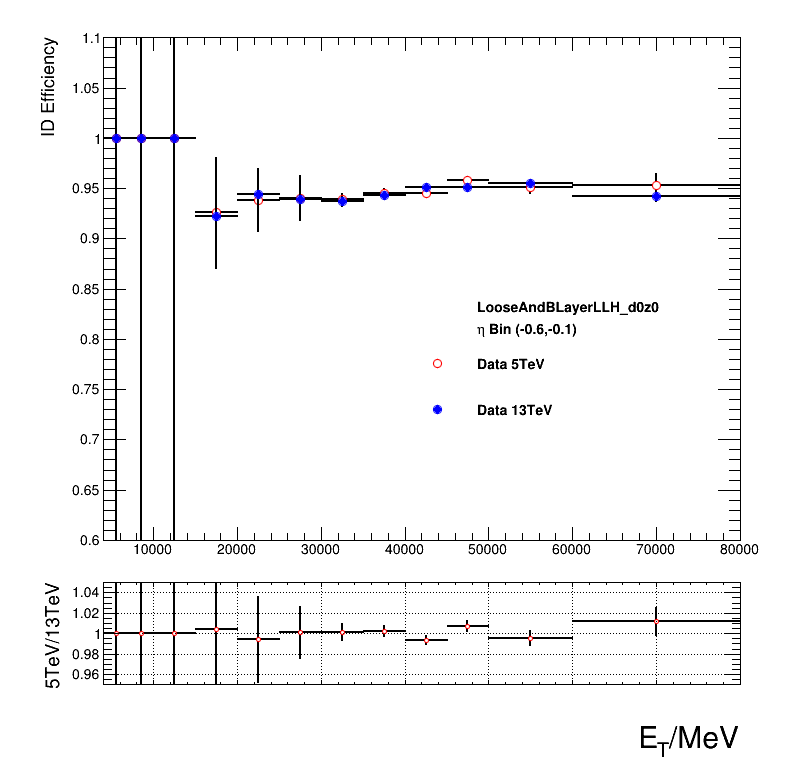 ID Efficiency
1.1
1.05
1
0.95
0.9
0.85
0.8
0.75
0.7
0.65
0.6
LooseAndBLayerLLH_d0z0
η Bin (-0.6,-0.1)
Data 5TeV
Data 13TeV
10000 20000 30000 40000 50000 60000 70000 80000
5TeV/13TeV
1.04
1.02
1
0.98
0.96
E_T/MeV